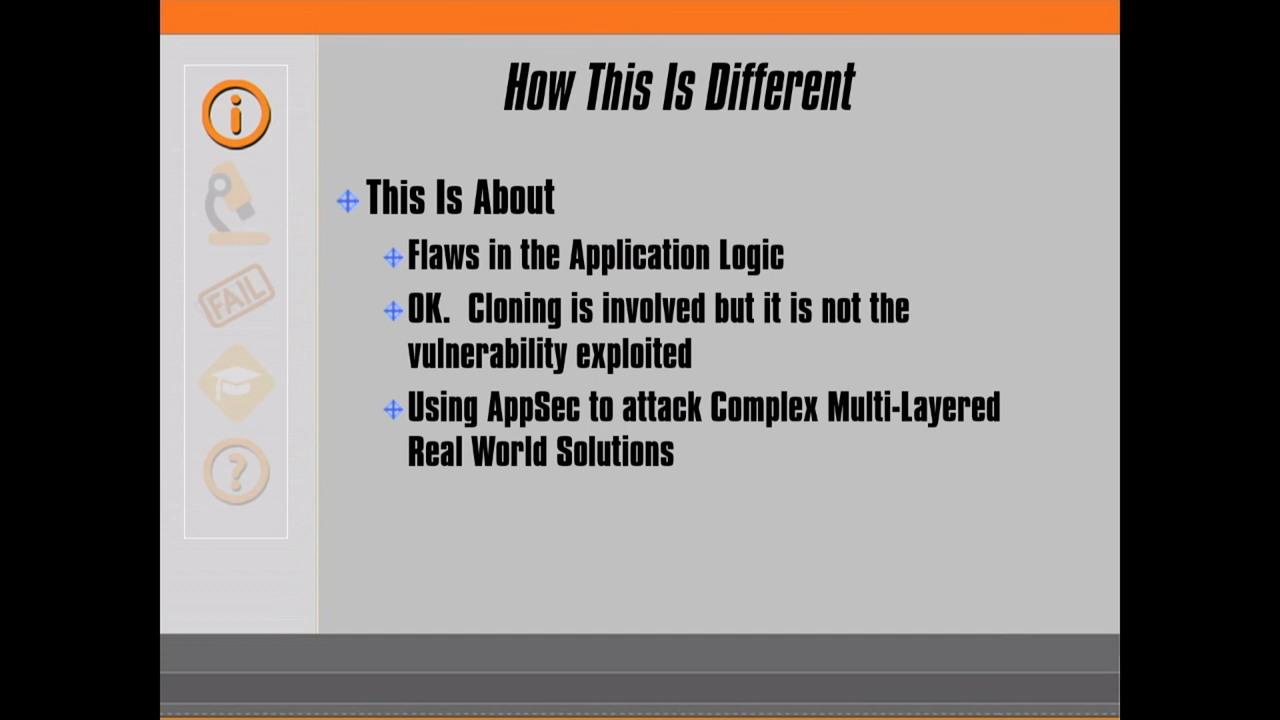 How This Is Different
This Is About
Flaws in the Application Logic
OK.  Cloning is involved but it is not the
vulnerability exploited
Using AppSec to attack Complex Multi-Layered
Real World Solutions
FAIL